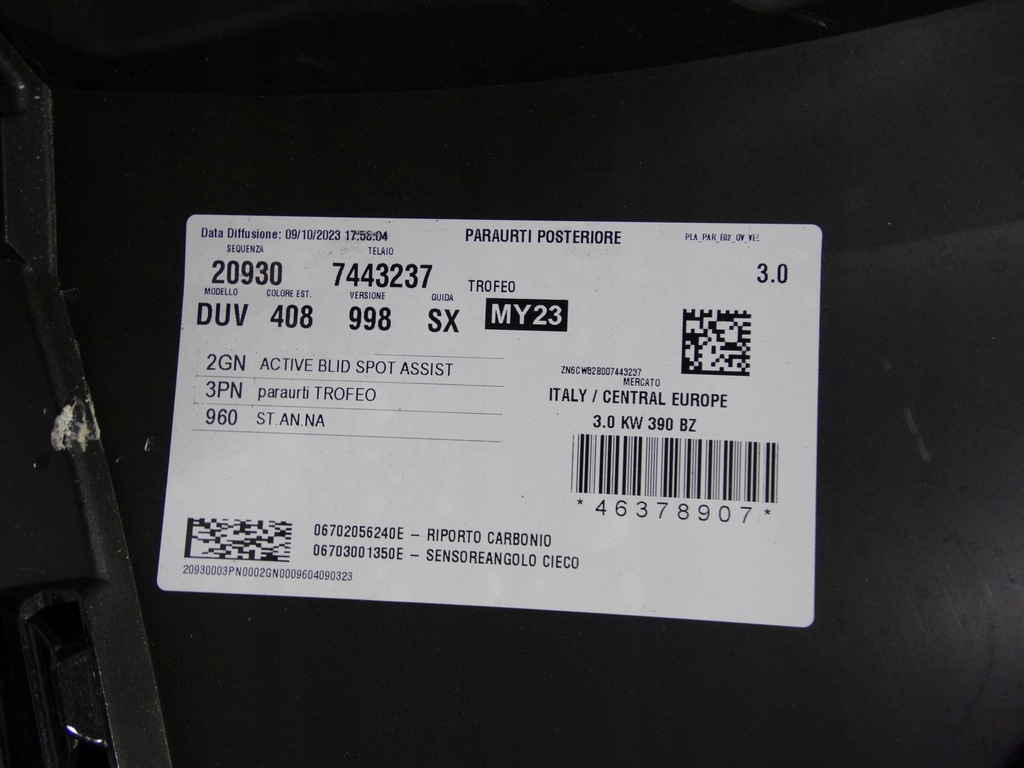 Data Diffusione: 09/10/2023 17:58:04
PARAURTI POSTERIORE
PLA_PAR_E02_QV_VEL
SEQUENZA TELAIO
20930 7443237 TROFEO 3.0
MODELLO COLORE EST. VERSIONE GUIDA
DUV 408 998 SX MY23
2GN ACTIVE BLID SPOT ASSIST
3PN paraurti TROFEO
960 ST.AN.NA
ZN6CWB2B007443237
MERCATO
ITALY / CENTRAL EUROPE
3.0 KW 390 BZ
*46378907*
06702056240E – RIPORTO CARBONIO
06703001350E – SENSOREANGOLO CIECO
20930003PN0002GN0009604090323